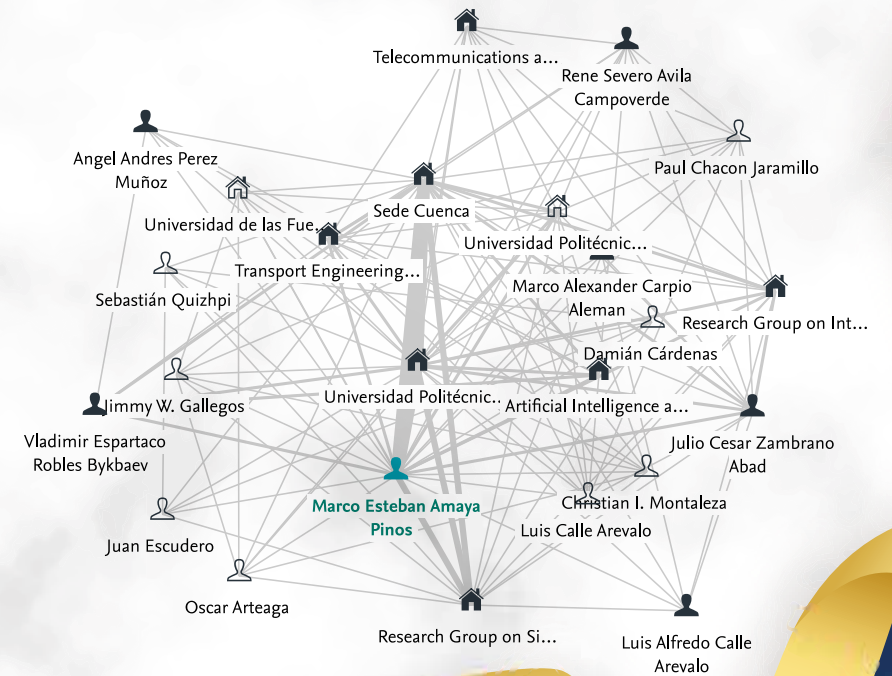 Telecommunications a...
Rene Severo Avila
Campoverde
Angel Andres Perez
Muñoz
Paul Chacon Jaramillo
Sede Cuenca
Universidad de las Fue...
Universidad Politécnic...
Transport Engineering...
Sebastián Quizhpi
Marco Alexander Carpio
Aleman
Research Group on Int...
Damián Cárdenas
Universidad Politécnic...
Jimmy W. Gallegos
Artificial Intelligence a...
Vladimir Espartaco
Robles Bykbaev
Julio Cesar Zambrano
Abad
Marco Esteban Amaya
Pinos
Christian I. Montaleza
Luis Calle Arevalo
Juan Escudero
Oscar Arteaga
Research Group on Si...
Luis Alfredo Calle
Arevalo